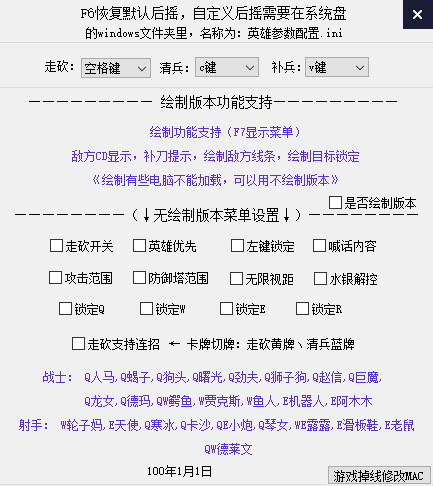 F6恢复默认后摇，自定义后摇需要在系统盘
的windows文件夹里，名称为：英雄参数配置.ini
走砍： 空格键 清兵： c键 补兵： v键
——————————— 绘制版本功能支持———————————
绘制功能支持（F7显示菜单）
敌方CD显示，补刀提示，绘制敌方线条，绘制目标锁定
《绘制有些电脑不能加载，可以用不绘制版本》
是否绘制版本
—————————（↓无绘制版本菜单设置↓）—————————
走砍开关 英雄优先 左键锁定 喊话内容
攻击范围 防御塔范围 无限视距 水银解控
锁定Q 锁定W 锁定E 锁定R
走砍支持连招 ← 卡牌切牌：走砍黄牌、清兵蓝牌
战士： Q人马,Q蝎子,Q狗头,Q曙光,Q劲夫,Q狮子狗,Q赵信,Q巨魔,
Q龙女,Q德玛,QW鳄鱼,W贾克斯,W鱼人,E机器人,E阿木木
射手： W轮子妈,E天使,Q寒冰,Q卡沙,QE小炮,Q琴女,WE露露,E滑板鞋,E老鼠
QW德莱文
100年1月1日
游戏掉线修改MAC